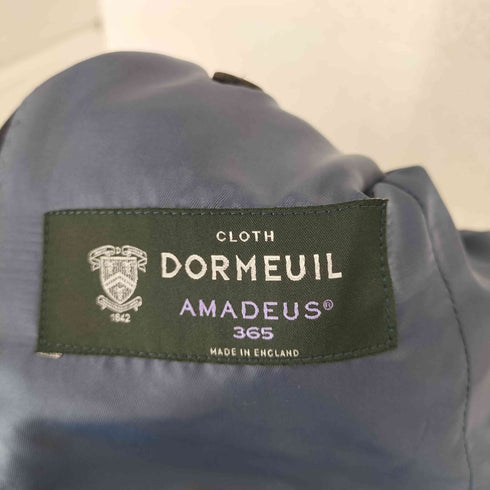 CLOTH
DORMEUIL
AMADEUS®
365
MADE IN ENGLAND
1842